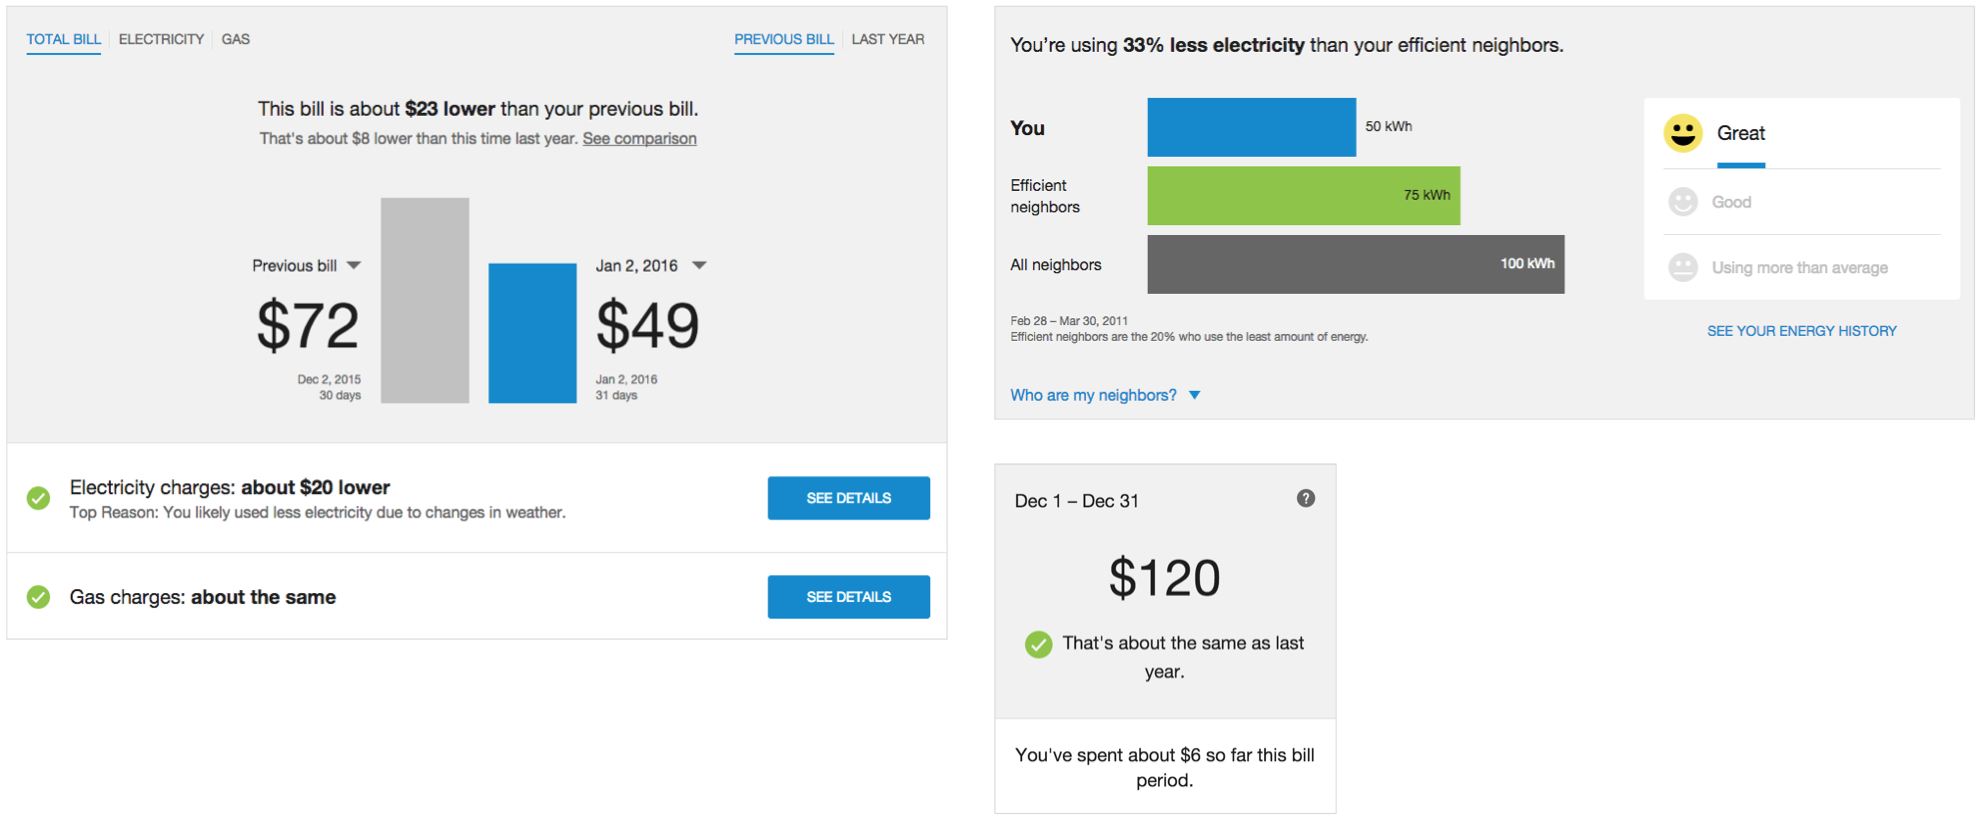 TOTAL BILL ELECTRICITY GAS PREVIOUS BILL LAST YEAR
This bill is about $23 lower than your previous bill.
That's about $8 lower than this time last year. See comparison
Previous bill
$72
Dec 2, 2015
30 days
Jan 2, 2016
$49
Jan 2, 2016
31 days
Electricity charges: about $20 lower
Top Reason: You likely used less electricity due to changes in weather.
SEE DETAILS
Gas charges: about the same
SEE DETAILS
You’re using 33% less electricity than your efficient neighbors.
You
50 kWh
Efficient
neighbors
75 kWh
All neighbors
100 kWh
Feb 28 – Mar 30, 2011
Efficient neighbors are the 20% who use the least amount of energy.
Who are my neighbors?
Great
Good
Using more than average
SEE YOUR ENERGY HISTORY
Dec 1 – Dec 31
?
$120
That's about the same as last
year.
You've spent about $6 so far this bill
period.